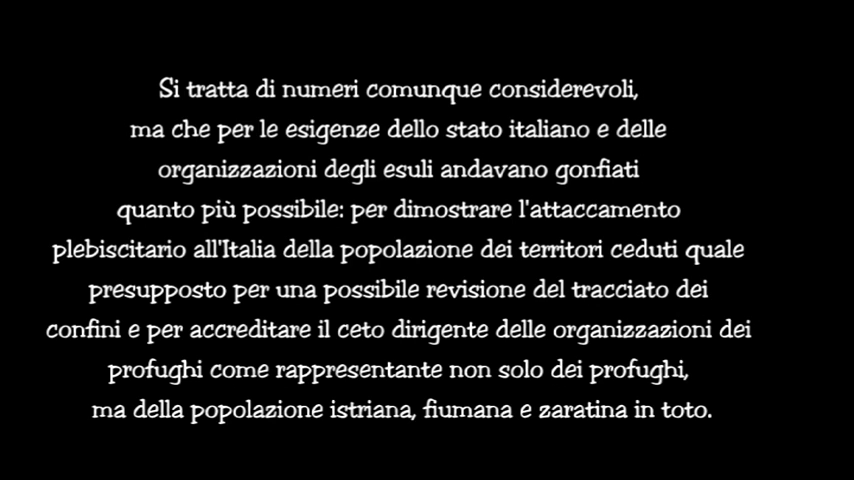 Si tratta di numeri comunque considerevoli,
ma che per le esigenze dello stato italiano e delle
organizzazioni degli esuli andavano gonfiati
quanto più possibile: per dimostrare l'attaccamento
plebiscitario all'Italia della popolazione dei territori ceduti quale
presupposto per una possibile revisione del tracciato dei
confini e per accreditare il ceto dirigente delle organizzazioni dei
profughi come rappresentante non solo dei profughi,
ma della popolazione istriana, fiumana e zaratina in toto.